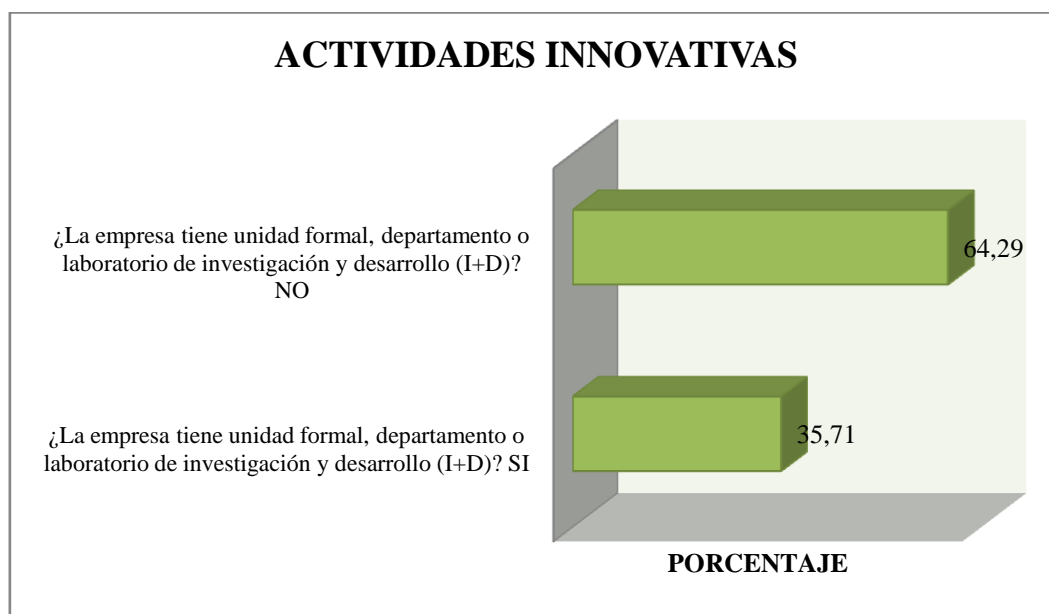 ACTIVIDADES INNOVATIVAS
¿La empresa tiene unidad formal, departamento o
laboratorio de investigación y desarrollo (I+D)?
NO
64,29
¿La empresa tiene unidad formal, departamento o
laboratorio de investigación y desarrollo (I+D)? SI
35,71
PORCENTAJE